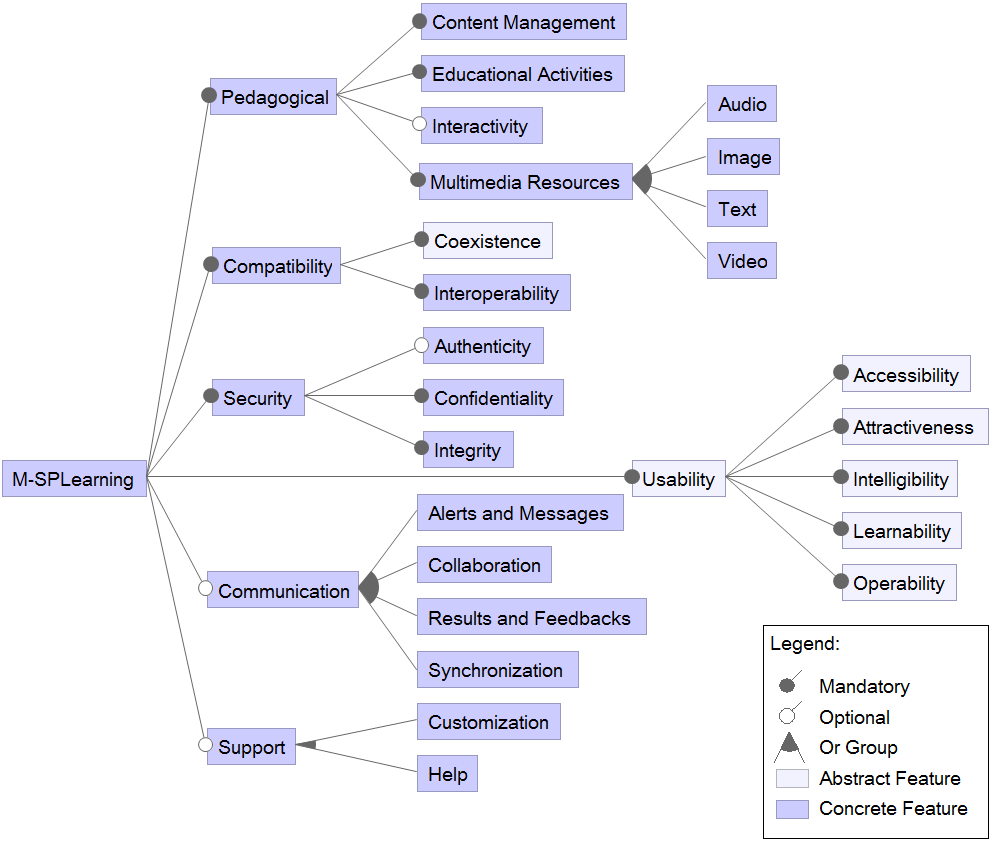 M-SPLearning
Pedagogical
Content Management
Educational Activities
Interactivity
Multimedia Resources
Audio
Image
Text
Video
Compatibility
Coexistence
Interoperability
Security
Authenticity
Confidentiality
Integrity
Usability
Accessibility
Attractiveness
Intelligibility
Learnability
Operability
Communication
Alerts and Messages
Collaboration
Results and Feedbacks
Synchronization
Support
Customization
Help
Legend:
Mandatory
Optional
Or Group
Abstract Feature
Concrete Feature